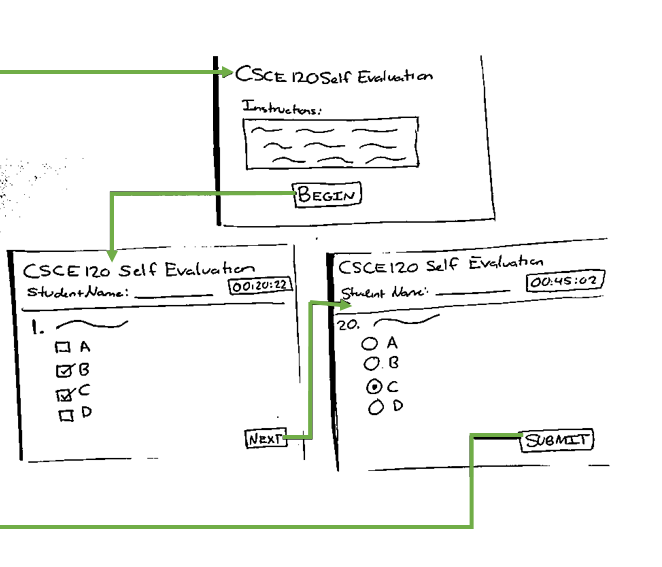 CSCE 120 Self Evaluation
Instructions:
BEGIN
CSCE 120 Self Evaluation
Student Name:
00:20:22
1.
A
B
C
D
NEXT
CSCE 120 Self Evaluation
Student Name:
00:45:02
20.
A
B
C
D
SUBMIT